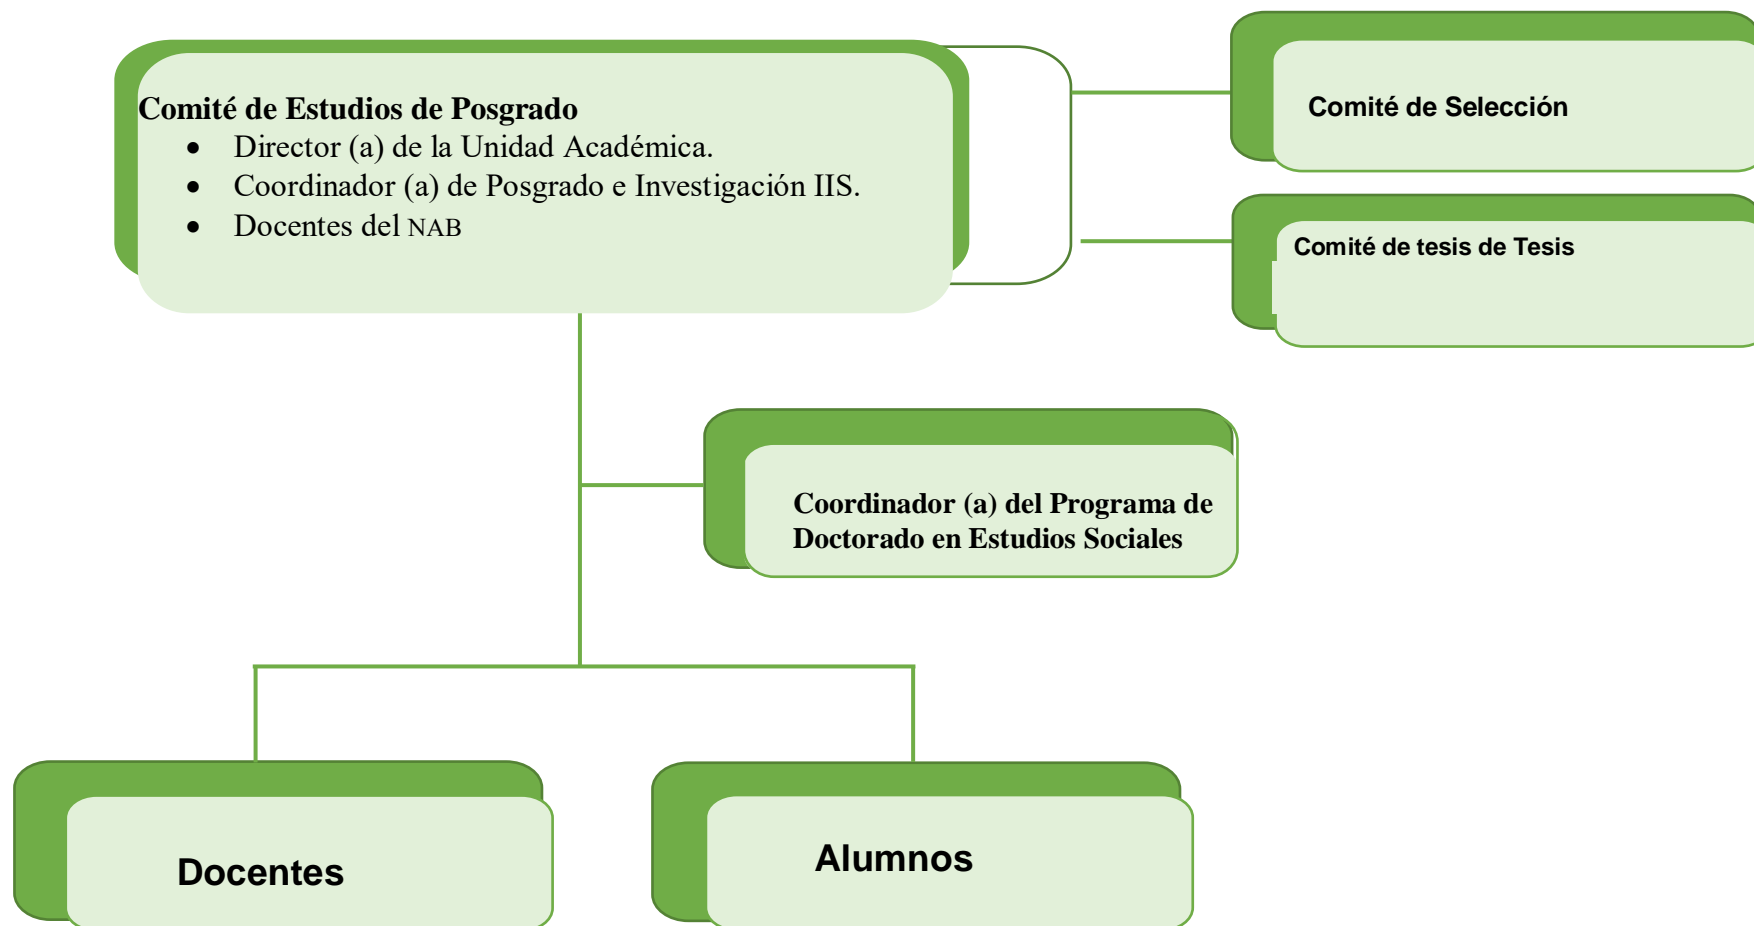 Comité de Estudios de Posgrado
• Director (a) de la Unidad Académica.
• Coordinador (a) de Posgrado e Investigación IIS.
• Docentes del NAB
Comité de Selección
Comité de tesis de Tesis
Coordinador (a) del Programa de
Doctorado en Estudios Sociales
Docentes
Alumnos